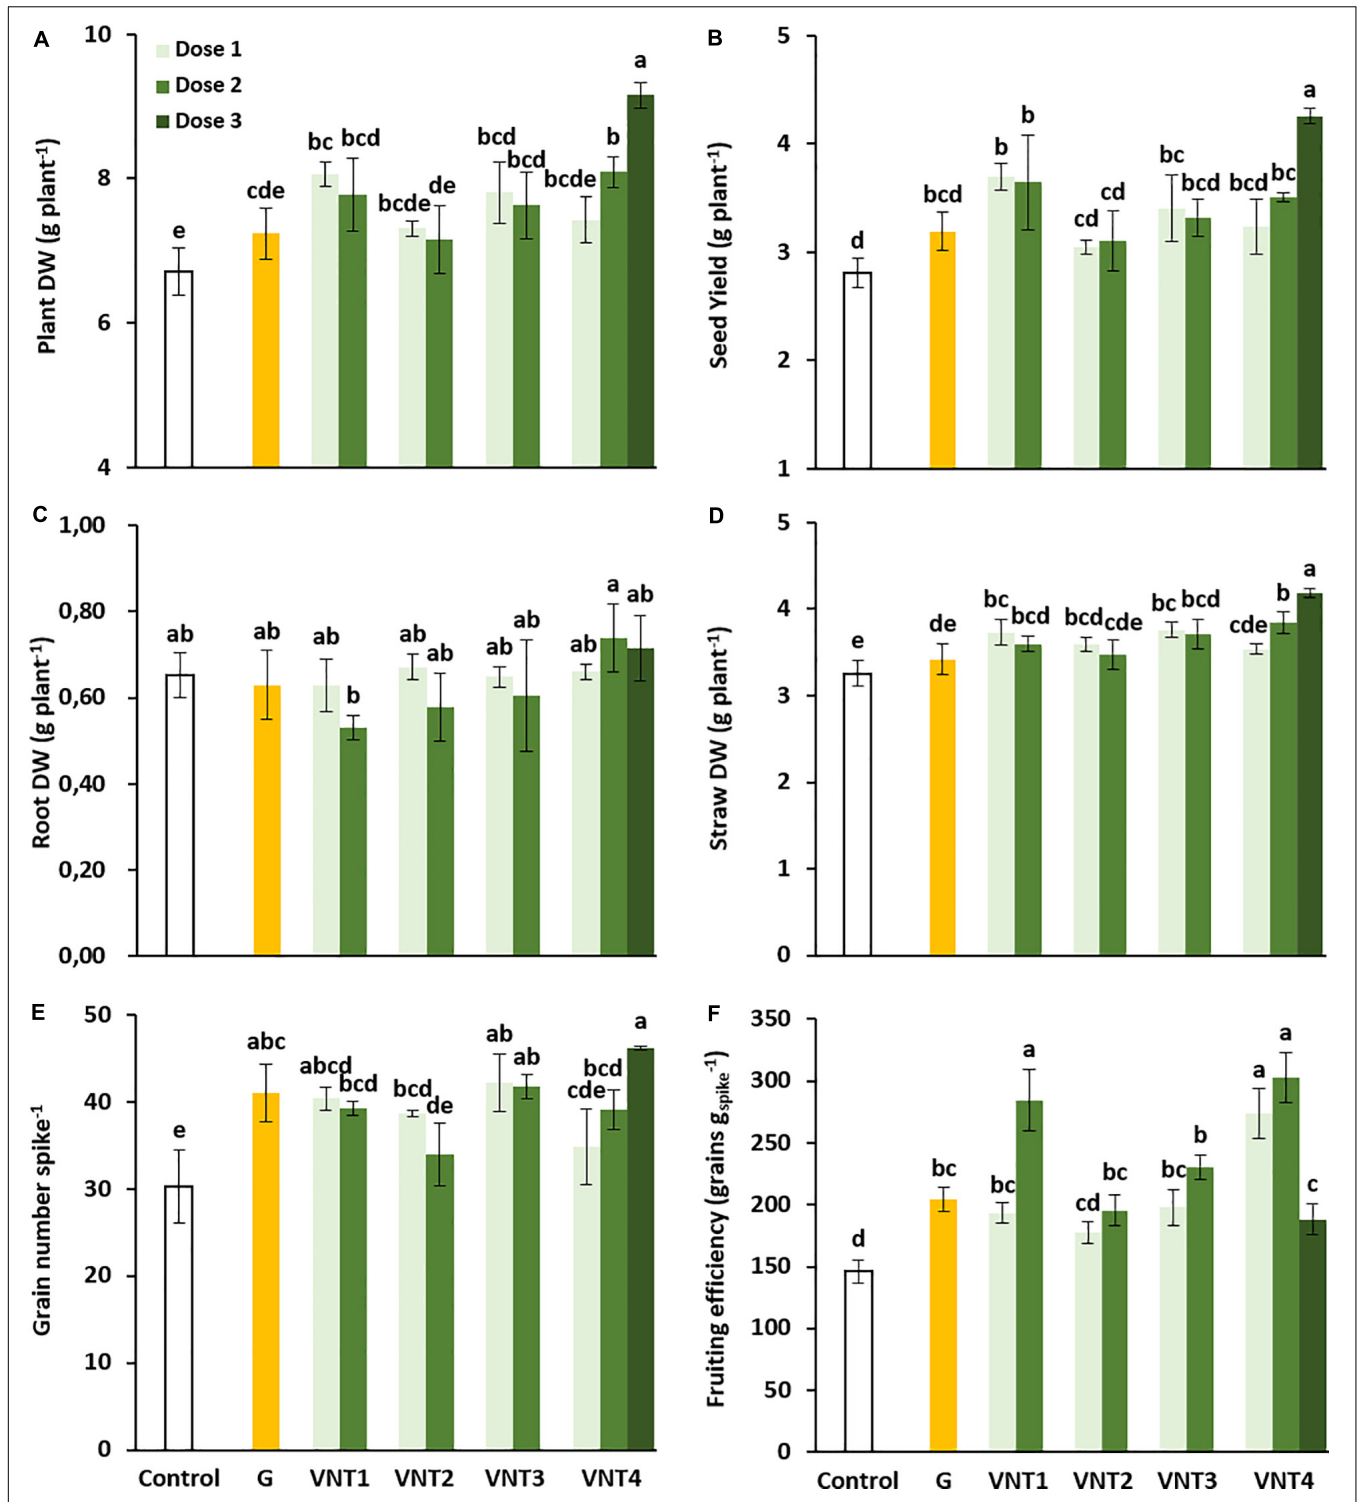 A
10
8
6
4
Plant DW (g plant⁻¹)
Dose 1
Dose 2
Dose 3
e
cde
bc
bcd
bcde
de
bcd
bcd
bcde
b
a
B
5
4
3
2
1
Seed Yield (g plant⁻¹)
d
bcd
b
b
cd
cd
bc
bcd
bcd
bc
a
C
1,00
0,80
0,60
0,40
0,20
0,00
Root DW (g plant⁻¹)
ab
ab
ab
b
ab
ab
ab
ab
ab
a
ab
D
5
4
3
2
1
0
Straw DW (g plant⁻¹)
e
de
bc
bcd
bcd
cde
bc
bcd
cde
b
a
E
50
40
30
20
10
0
Grain number spike⁻¹
e
abc
abcd
bcd
bcd
de
ab
ab
cde
bcd
a
Control G VNT1 VNT2 VNT3 VNT4
F
350
300
250
200
150
100
50
0
Fruiting efficiency (grains g spike⁻¹)
d
bc
bc
a
cd
bc
bc
b
a
a
c
Control G VNT1 VNT2 VNT3 VNT4